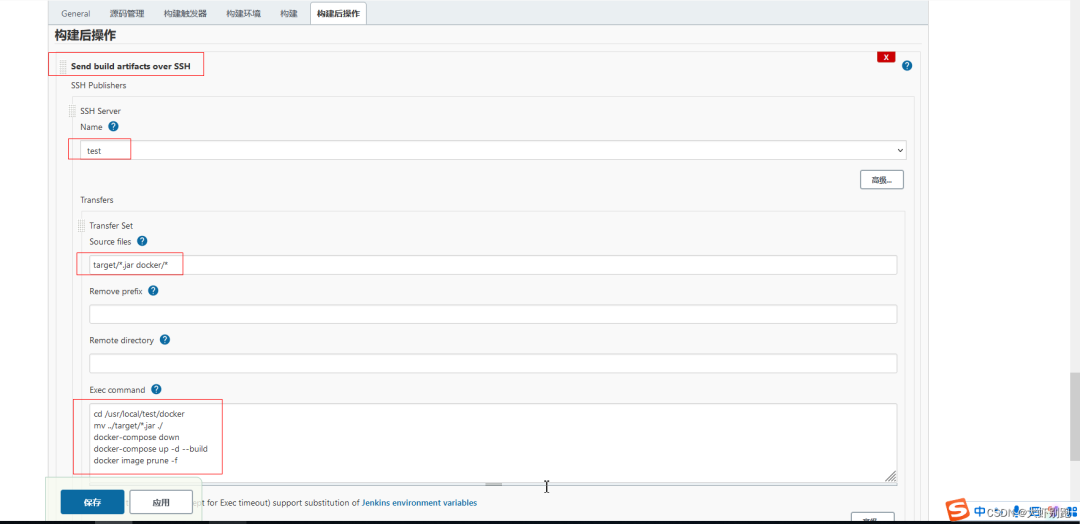 General 源码管理 构建触发器 构建环境 构建 构建后操作
构建后操作
Send build artifacts over SSH
X
?
SSH Publishers
SSH Server
Name ?
test
高级...
Transfers
Transfer Set
Source files ?
target/*.jar docker/*
Remove prefix ?
Remote directory ?
Exec command ?
cd /usr/local/test/docker
mv ../target/*.jar ./
docker-compose down
docker-compose up -d --build
docker image prune -f
保存 应用
ept for Exec timeout) support substitution of Jenkins environment variables
高级...
中